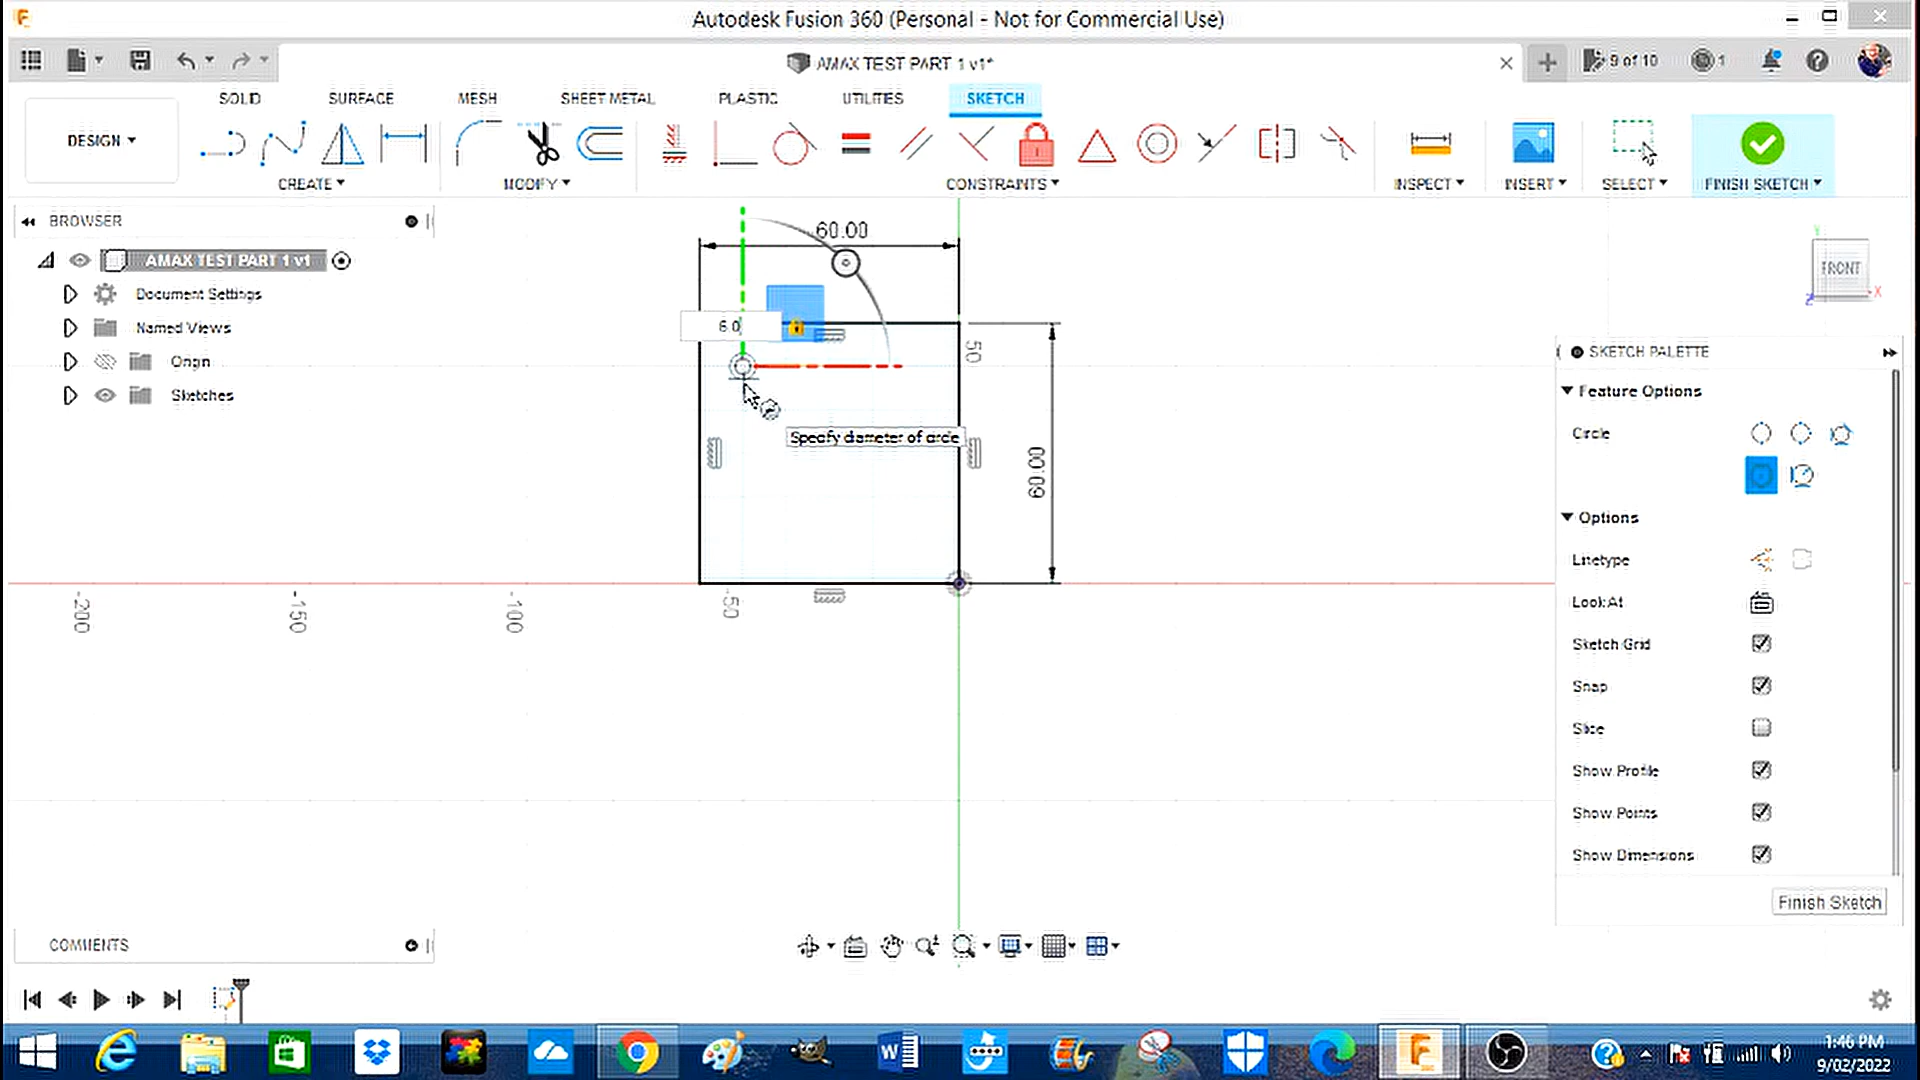 Autodesk Fusion 360 (Personal - Not for Commercial Use)
AMAX TEST PART 1 v1*
9 of 10
1
SOLID
SURFACE
MESH
SHEET METAL
PLASTIC
UTILITIES
SKETCH
DESIGN
CREATE
MODIFY
CONSTRAINTS
INSPECT
INSERT
SELECT
FINISH SKETCH
BROWSER
AMAX TEST PART 1 v1
Document Settings
Named Views
Origin
Sketches
60.00
6.0
50
60.00
Specify diameter of circle
-200
-150
-100
-50
Y
FRONT
X
Z
SKETCH PALETTE
Feature Options
Circle
Options
Linetype
Look At
Sketch Grid
Snap
Slice
Show Profile
Show Points
Show Dimensions
Finish Sketch
COMMENTS
1:46 PM
9/02/2022